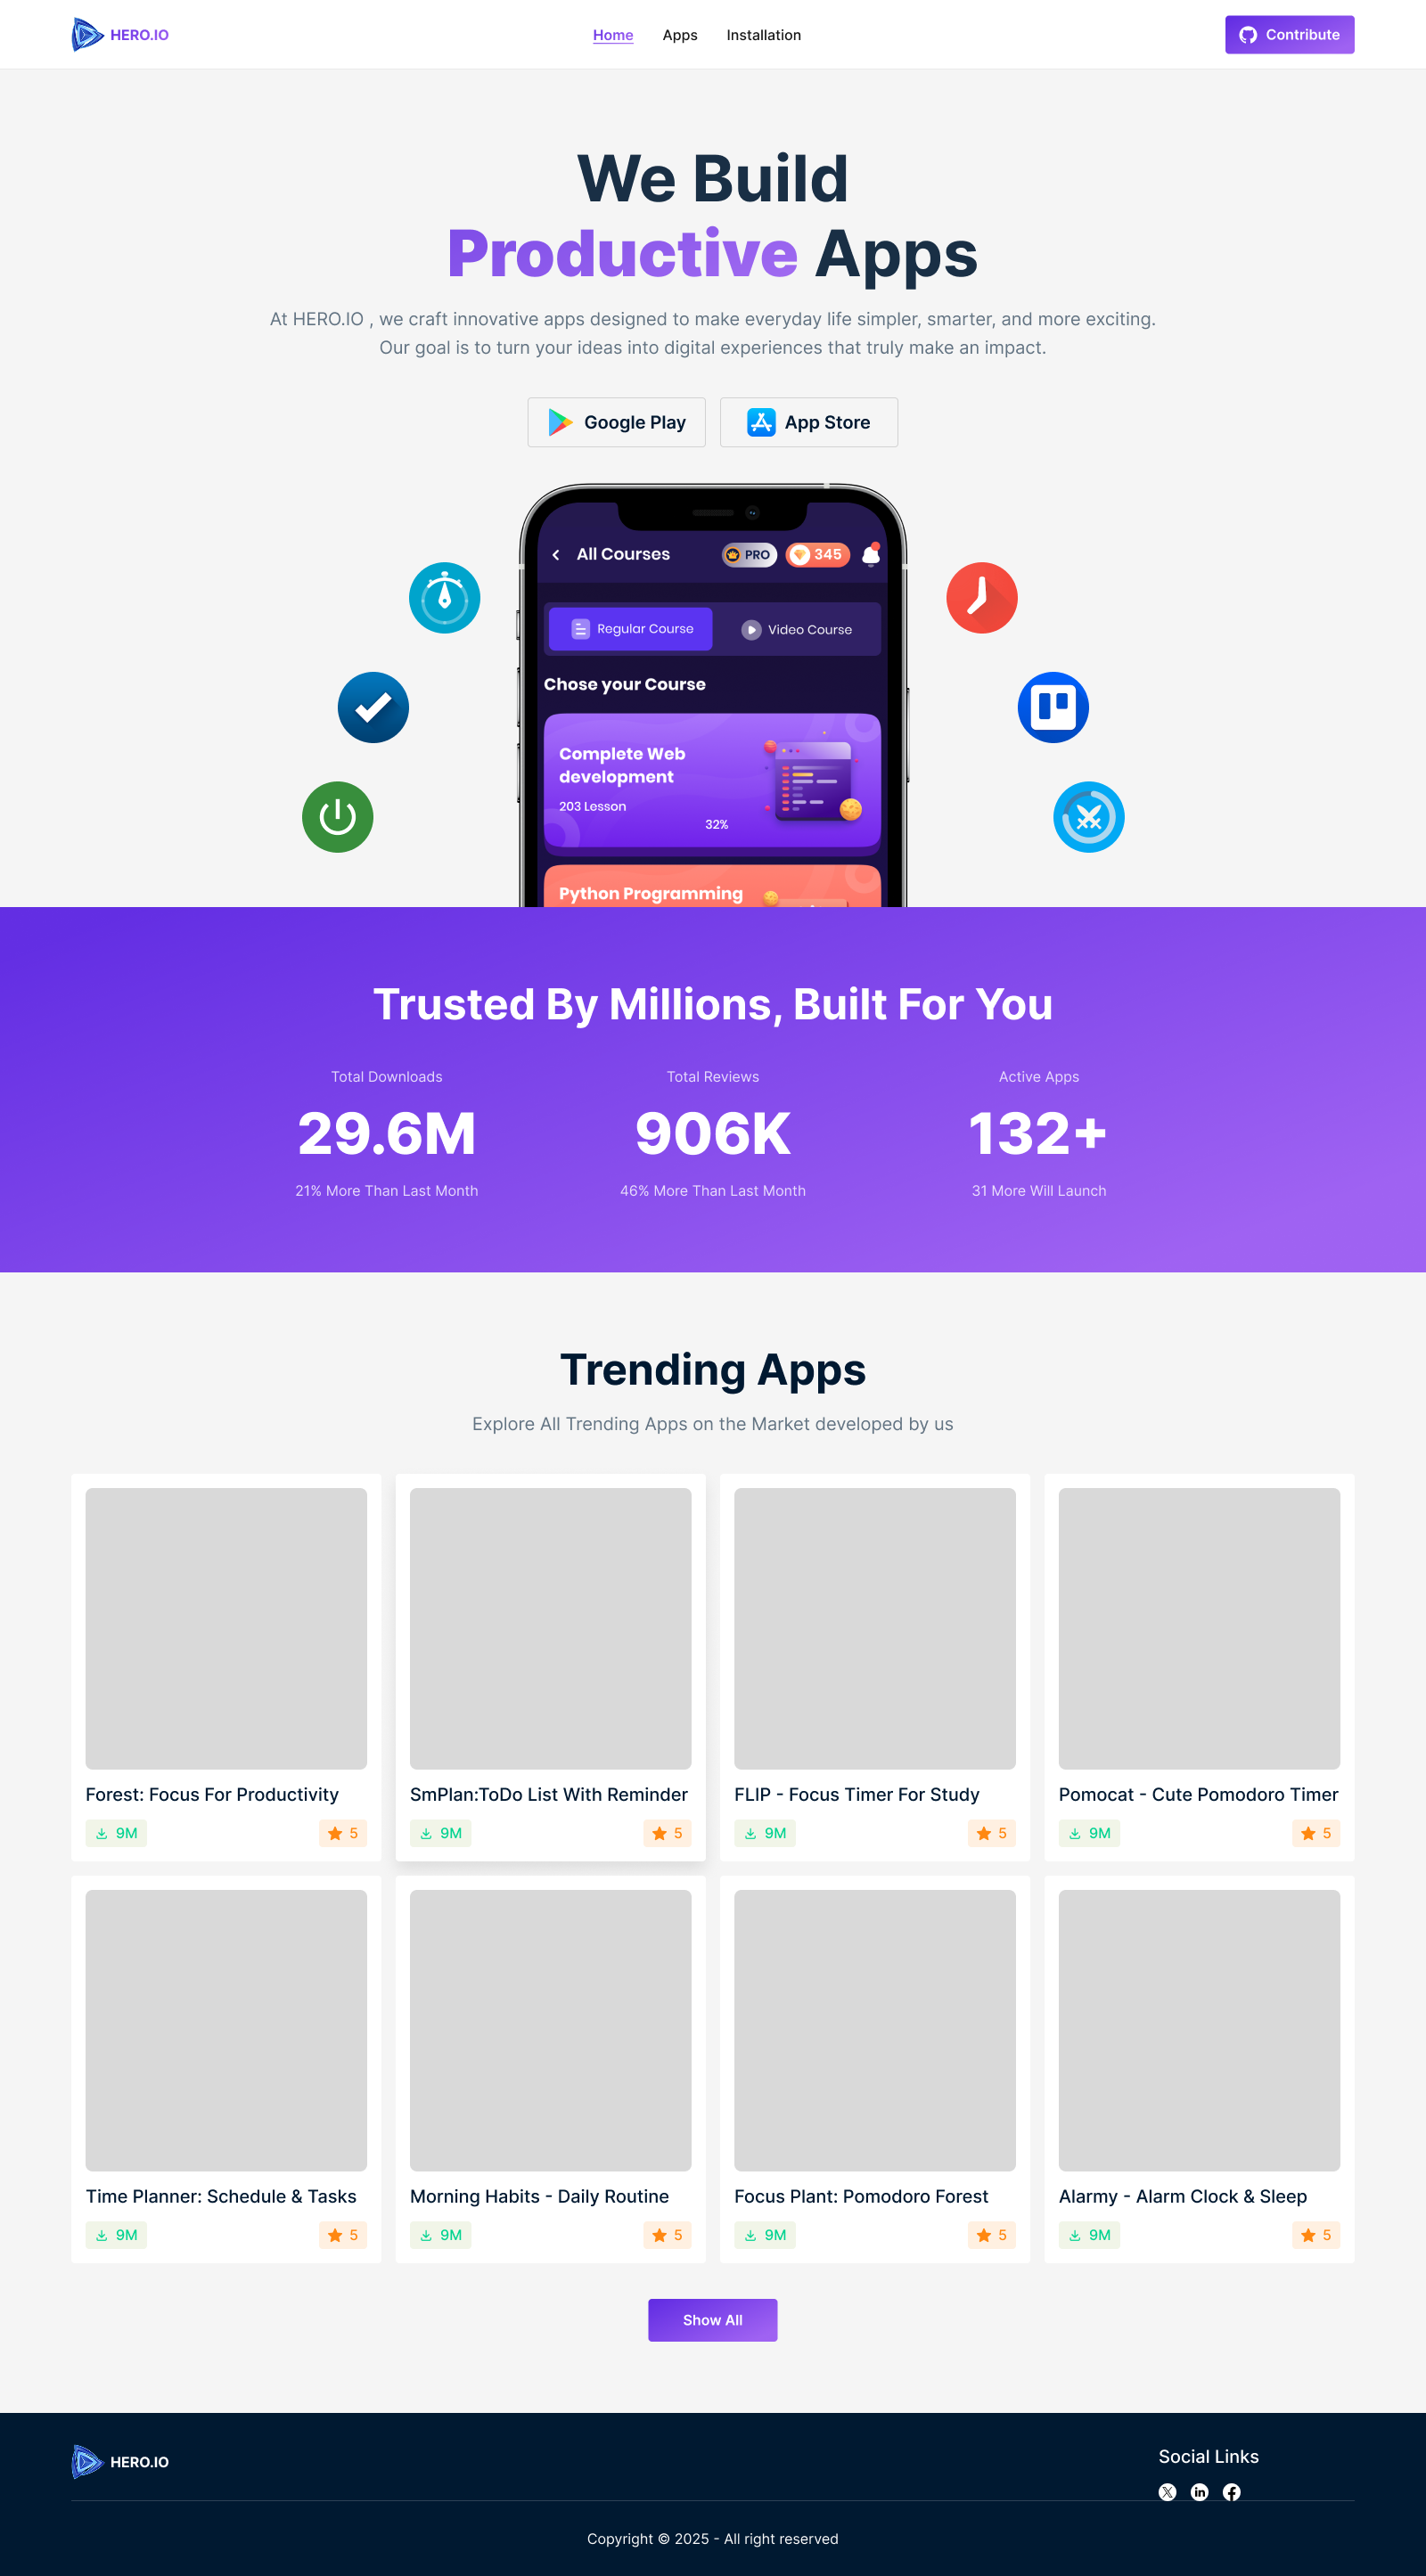 HERO.IO
Home
Apps
Installation
Contribute
We Build
Productive Apps
At HERO.IO , we craft innovative apps designed to make everyday life simpler, smarter, and more exciting.
Our goal is to turn your ideas into digital experiences that truly make an impact.
Google Play
App Store
All Courses
PRO
345
Regular Course
Video Course
Chose your Course
Complete Web
development
203 Lesson
32%
Python Programming
Trusted By Millions, Built For You
Total Downloads
29.6M
21% More Than Last Month
Total Reviews
906K
46% More Than Last Month
Active Apps
132+
31 More Will Launch
Trending Apps
Explore All Trending Apps on the Market developed by us
Forest: Focus For Productivity
9M
5
SmPlan:ToDo List With Reminder
9M
5
FLIP - Focus Timer For Study
9M
5
Pomocat - Cute Pomodoro Timer
9M
5
Time Planner: Schedule & Tasks
9M
5
Morning Habits - Daily Routine
9M
5
Focus Plant: Pomodoro Forest
9M
5
Alarmy - Alarm Clock & Sleep
9M
5
Show All
HERO.IO
Social Links
Copyright © 2025 - All right reserved